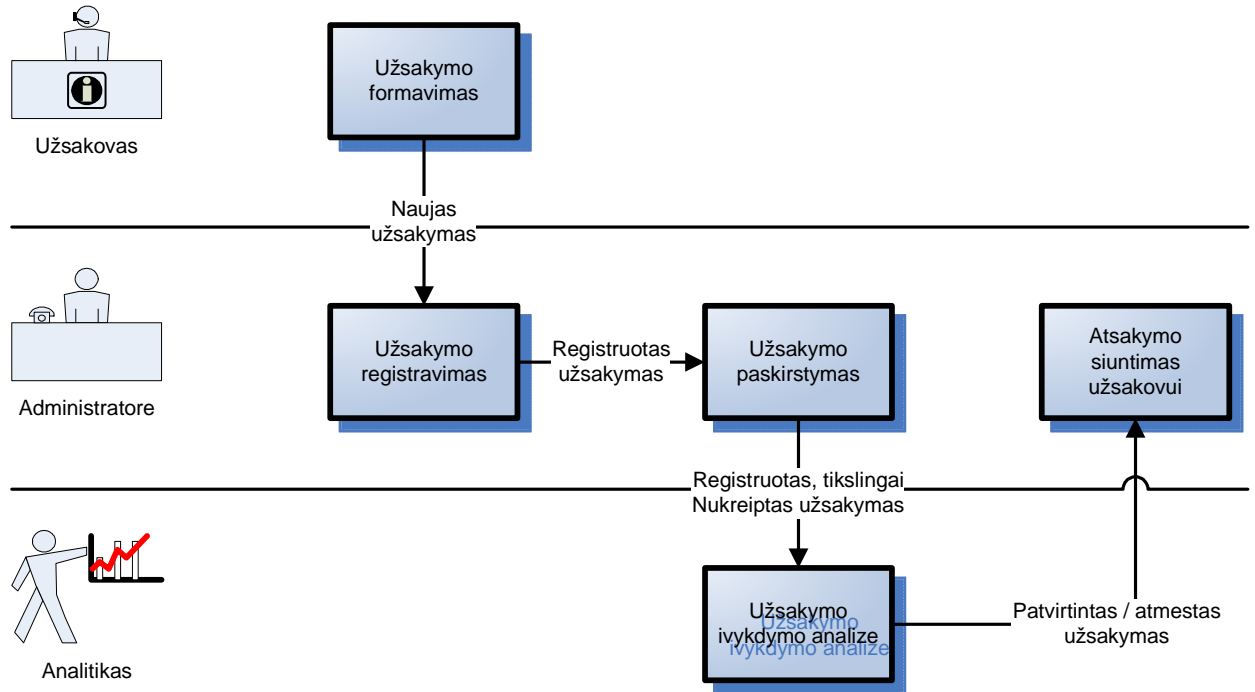 Užsakymo
formavimas
Užsakovas
Naujas
užsakymas
Užsakymo
registravimas
Registruotas
užsakymas
Užsakymo
paskirstymas
Atsakymo
siuntimas
užsakovui
Administratore
Registruotas, tikslingai
Nukreiptas užsakymas
Užsakymo
ivykdymo analize
Užsakymo
ivykdymo analize
Patvirtintas / atmestas
užsakymas
Analitikas